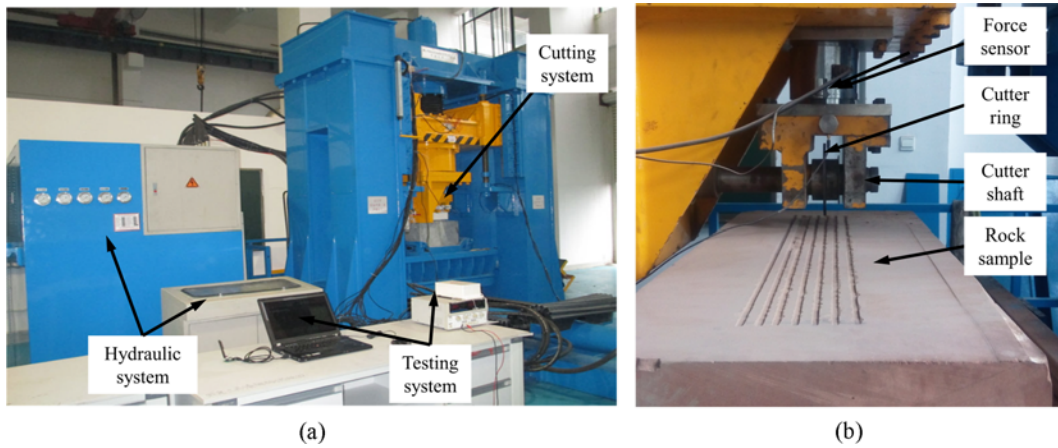 Cutting
system
Hydraulic
system
Testing
system
(a)
Force
sensor
Cutter
ring
Cutter
shaft
Rock
sample
(b)